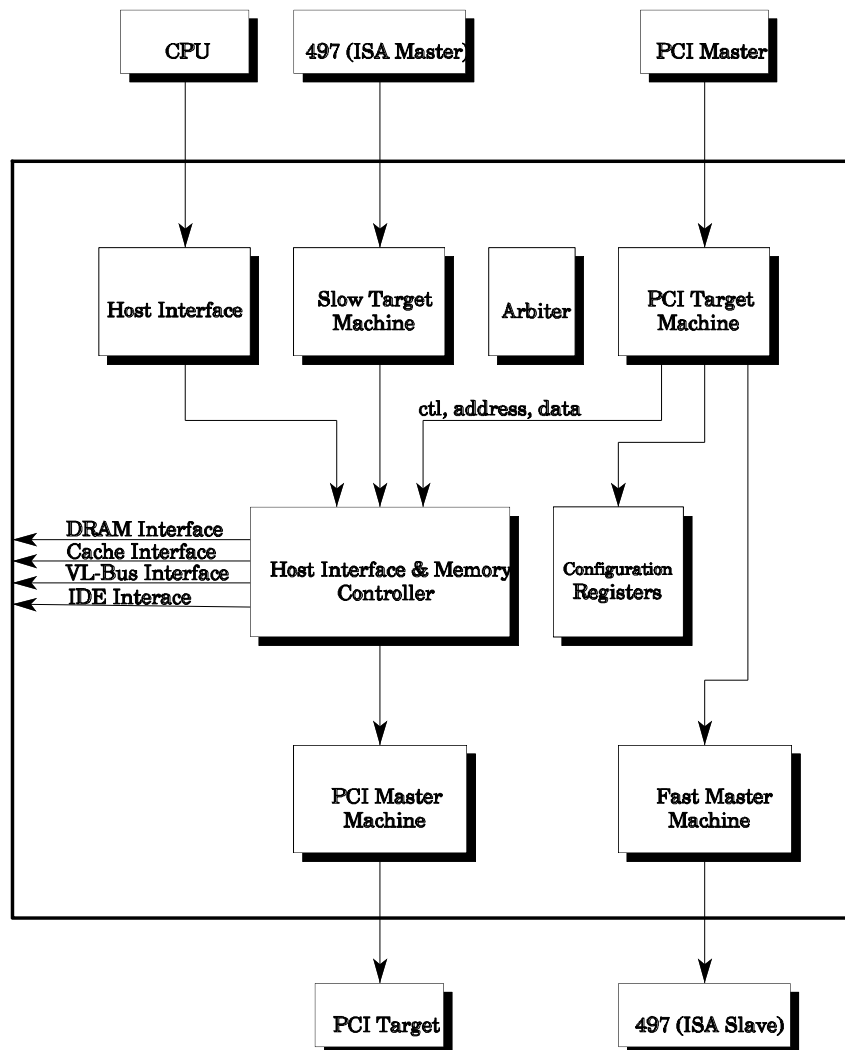 CPU
497 (ISA Master)
PCI Master
Host Interface
Slow Target
Machine
Arbiter
PCI Target
Machine
ctl, address, data
DRAM Interface
Cache Interface
VL-Bus Interface
IDE Interace
Host Interface & Memory
Controller
Configuration
Registers
PCI Master
Machine
Fast Master
Machine
PCI Target
497 (ISA Slave)